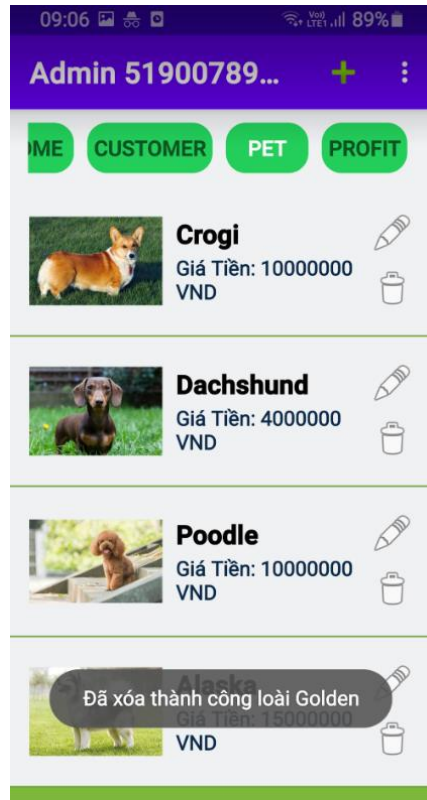 09:06 89%
Admin 51900789... +
OME CUSTOMER PET PROFIT
Crogi
Giá Tiền: 10000000
VND
Dachshund
Giá Tiền: 4000000
VND
Poodle
Giá Tiền: 10000000
VND
Alaska
Đã xóa thành công loài Golden
Giá Tiền: 15000000
VND